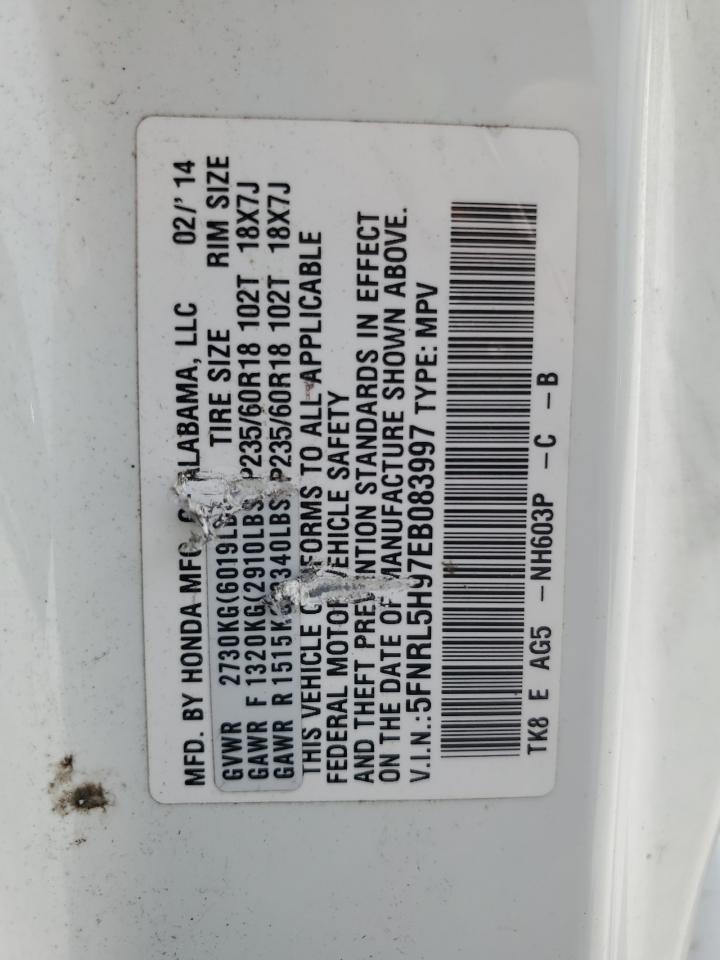 MFD. BY HONDA MFG. ALABAMA, LLC 02/'14
TIRE SIZE RIM SIZE
GVWR 2730KG(6019LBS
GAWR F 1320KG(2910LBS P235/60R18 102T 18X7J
GAWR R 1515K 3340LBS P235/60R18 102T 18X7J
THIS VEHICLE CONFORMS TO ALL APPLICABLE
FEDERAL MOTOR VEHICLE SAFETY
AND THEFT PREVENTION STANDARDS IN EFFECT
ON THE DATE OF MANUFACTURE SHOWN ABOVE.
V.I.N.:5FNRL5H97EB083997 TYPE: MPV
TK8 E AG5 -NH603P -C -B